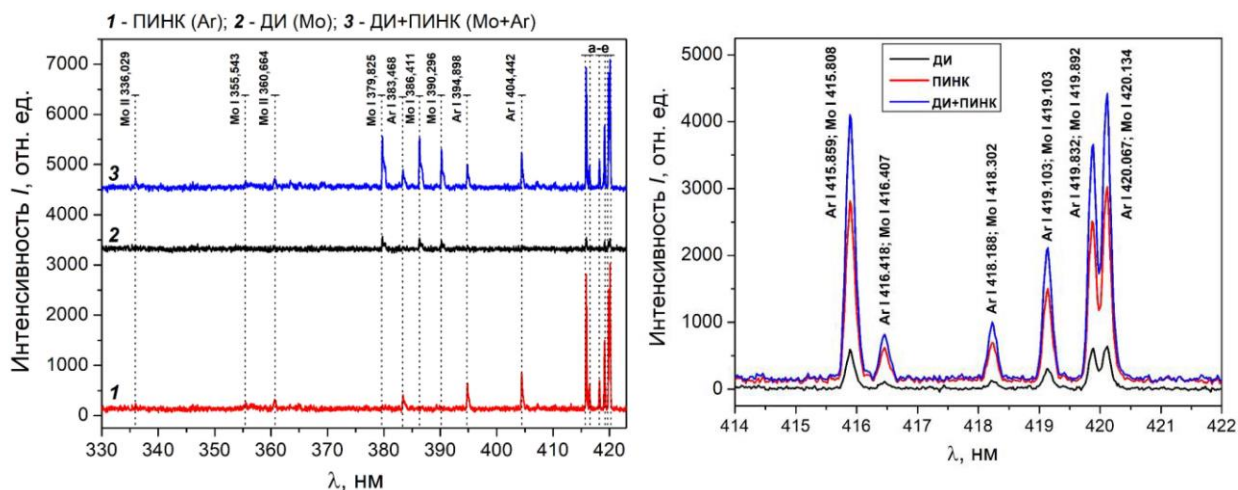 1 - ПИНК (Ar); 2 - ДИ (Mo); 3 - ДИ+ПИНК (Mo+Ar)
Интенсивность I, отн. ед.
7000
6000
5000
4000
3000
2000
1000
0
Mo II 336,029
Mo I 355,543
Mo II 360,664
Mo I 379,825
Ar I 383,468
Mo I 386,411
Mo I 390,296
Ar I 394,898
Ar I 404,442
a-e
3
2
1
330 340 350 360 370 380 390 400 410 420
λ, нм
Интенсивность I, отн. ед.
5000
4000
3000
2000
1000
0
ДИ
ПИНК
ДИ+ПИНК
Ar I 415.859; Mo I 415.808
Ar I 416.418; Mo I 416.407
Ar I 418.188; Mo I 418.302
Ar I 419.103; Mo I 419.103
Ar I 419.832; Mo I 419.892
Ar I 420.067; Mo I 420.134
414 415 416 417 418 419 420 421 422
λ, нм